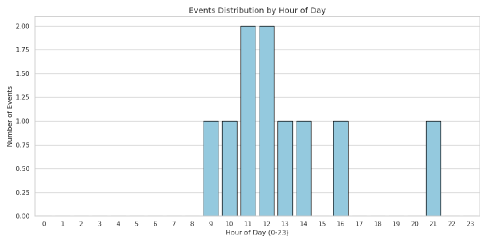 Events Distribution by Hour of Day
Number of Events
2.00
1.75
1.50
1.25
1.00
0.75
0.50
0.25
0.00
0 1 2 3 4 5 6 7 8 9 10 11 12 13 14 15 16 17 18 19 20 21 22 23
Hour of Day (0-23)